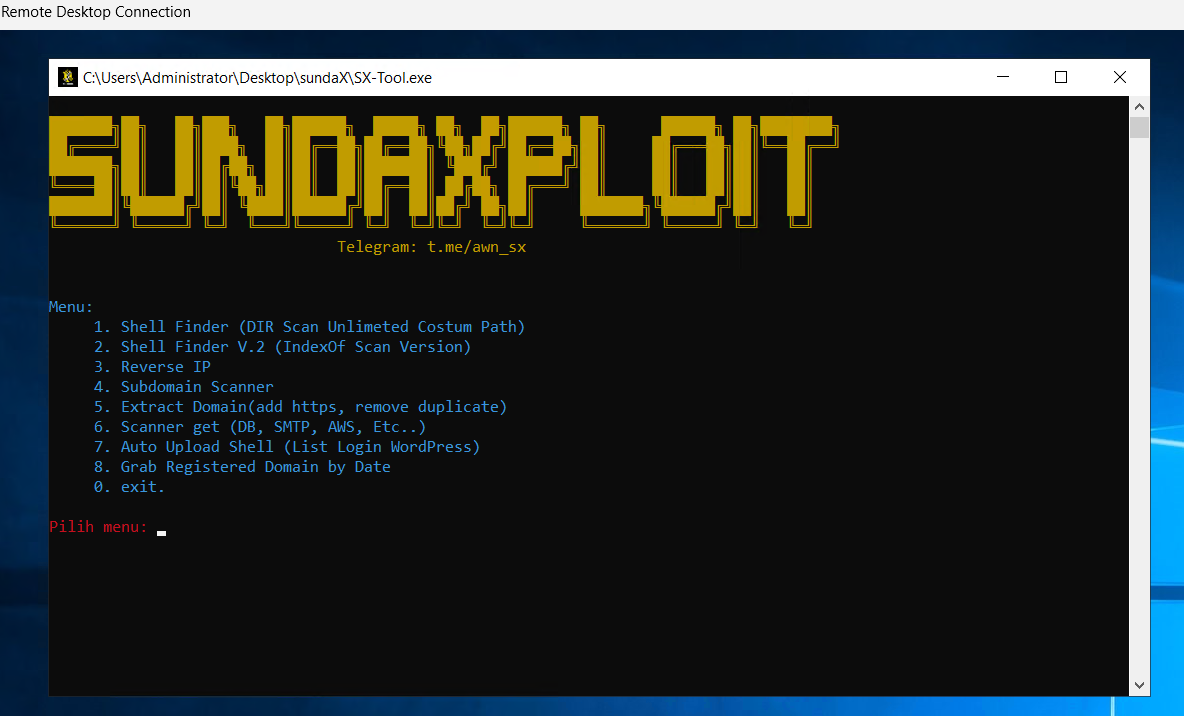 Remote Desktop Connection
C:\Users\Administrator\Desktop\sundaX\SX-Tool.exe
SUNDAXPLOIT
Telegram: t.me/awn_sx
Menu:
1. Shell Finder (DIR Scan Unlimeted Costum Path)
2. Shell Finder V.2 (IndexOf Scan Version)
3. Reverse IP
4. Subdomain Scanner
5. Extract Domain(add https, remove duplicate)
6. Scanner get (DB, SMTP, AWS, Etc..)
7. Auto Upload Shell (List Login WordPress)
8. Grab Registered Domain by Date
0. exit.
Pilih menu: